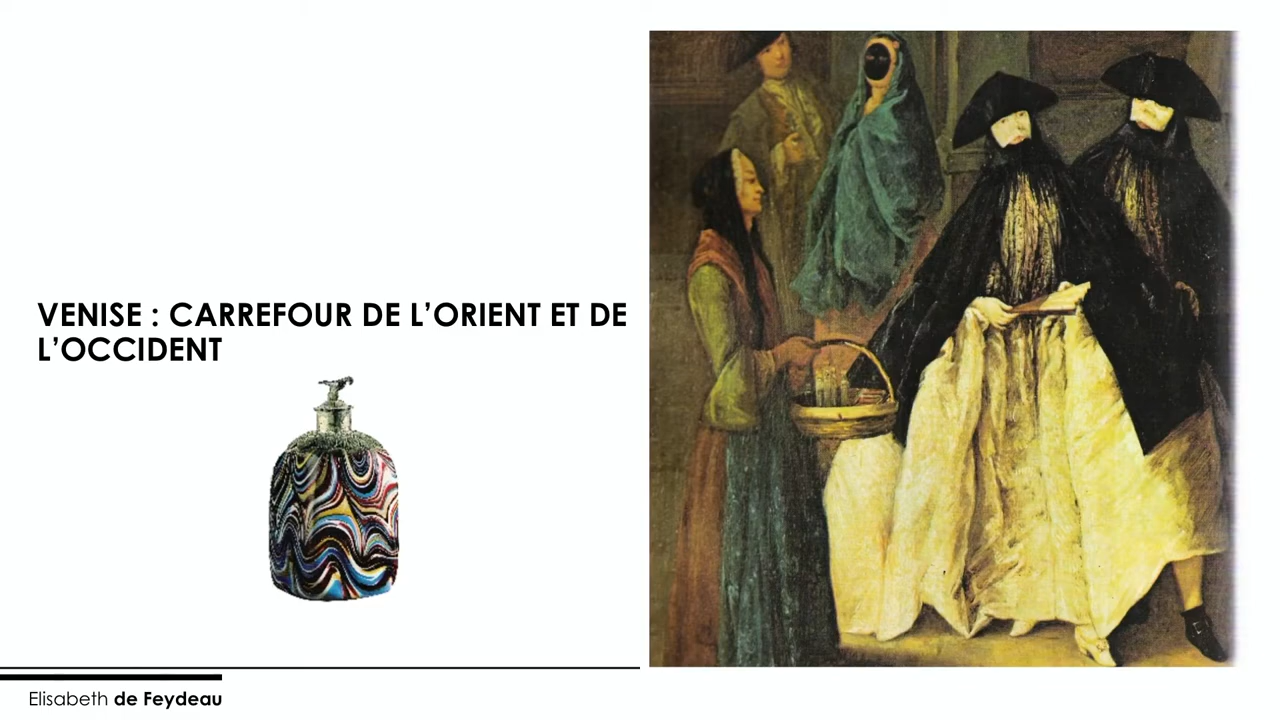 VENISE : CARREFOUR DE L’ORIENT ET DE
L’OCCIDENT
Elisabeth de Feydeau